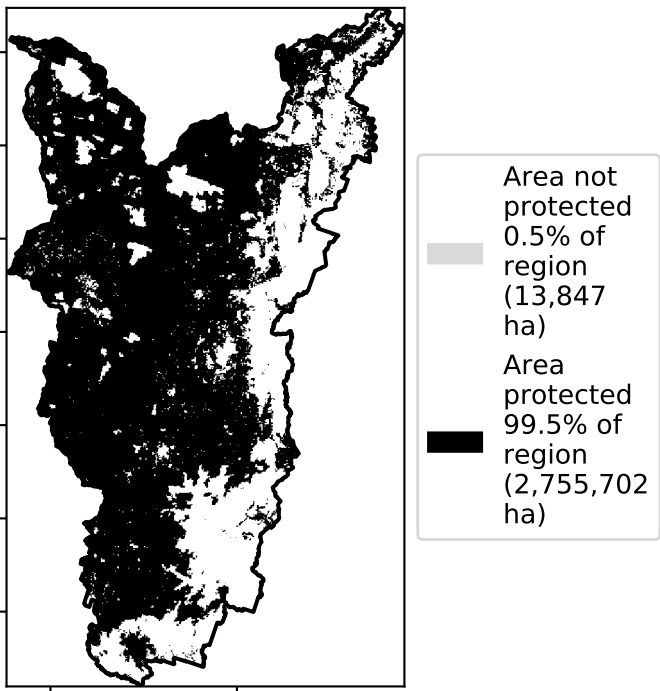 Area not
protected
0.5% of
region
(13,847
ha)
Area
protected
99.5% of
region
(2,755,702
ha)